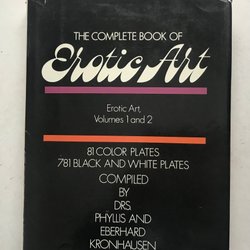 THE COMPLETE BOOK OF
Erotic Art
Erotic Art,
Volumes 1 and 2
81 COLOR PLATES
781 BLACK AND WHITE PLATES
COMPILED
BY
DRS.
PHYLLIS AND
EBERHARD
KRONHAUSEN